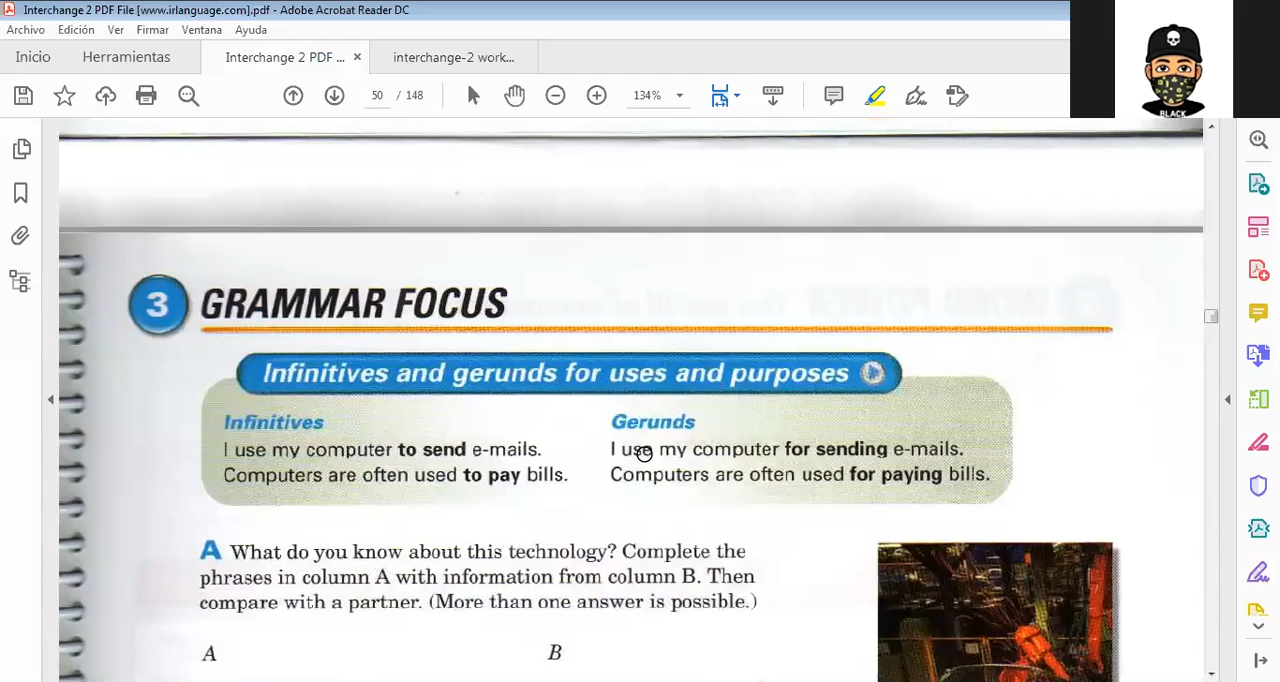 Interchange 2 PDF File [www.irlanguage.com].pdf - Adobe Acrobat Reader DC
Archivo Edición Ver Firmar Ventana Ayuda
Inicio Herramientas Interchange 2 PDF ... × interchange-2 work...
50 / 148 134%
BLACK
3 GRAMMAR FOCUS
Infinitives and gerunds for uses and purposes
Infinitives Gerunds
I use my computer to send e-mails. I use my computer for sending e-mails.
Computers are often used to pay bills. Computers are often used for paying bills.
A What do you know about this technology? Complete the
phrases in column A with information from column B. Then
compare with a partner. (More than one answer is possible.)
A B